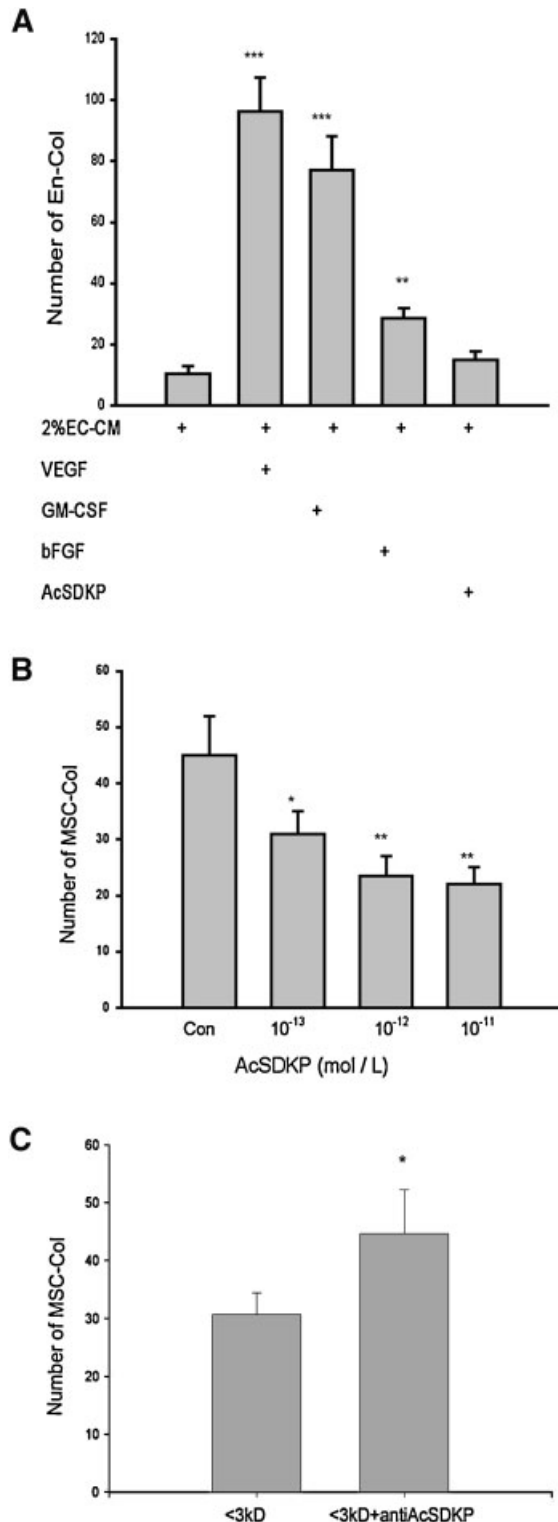 A
120
100
80
60
40
20
0
Number of En-Col
***
***
**
2%EC-CM + + + + +
VEGF +
GM-CSF +
bFGF +
AcSDKP +
B
60
50
40
30
20
10
0
Number of MSC-Col
*
**
**
Con 10⁻¹³ 10⁻¹² 10⁻¹¹
AcSDKP (mol / L)
C
60
50
40
30
20
10
0
Number of MSC-Col
*
<3kD <3kD+antiAcSDKP